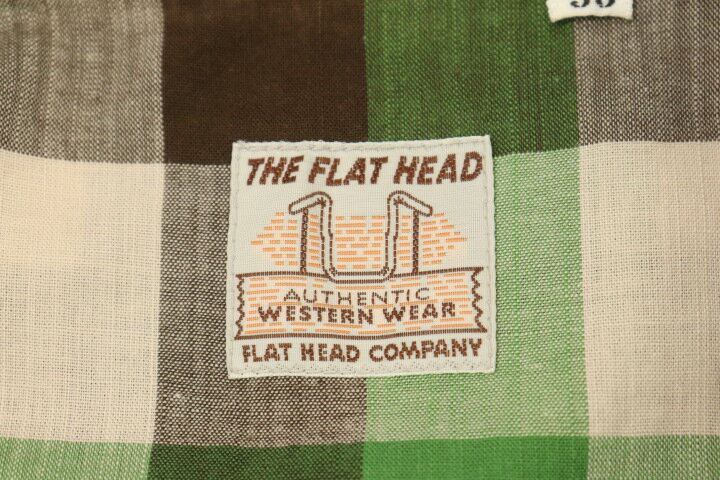 THE FLAT HEAD
AUTHENTIC
WESTERN WEAR
FLAT HEAD COMPANY